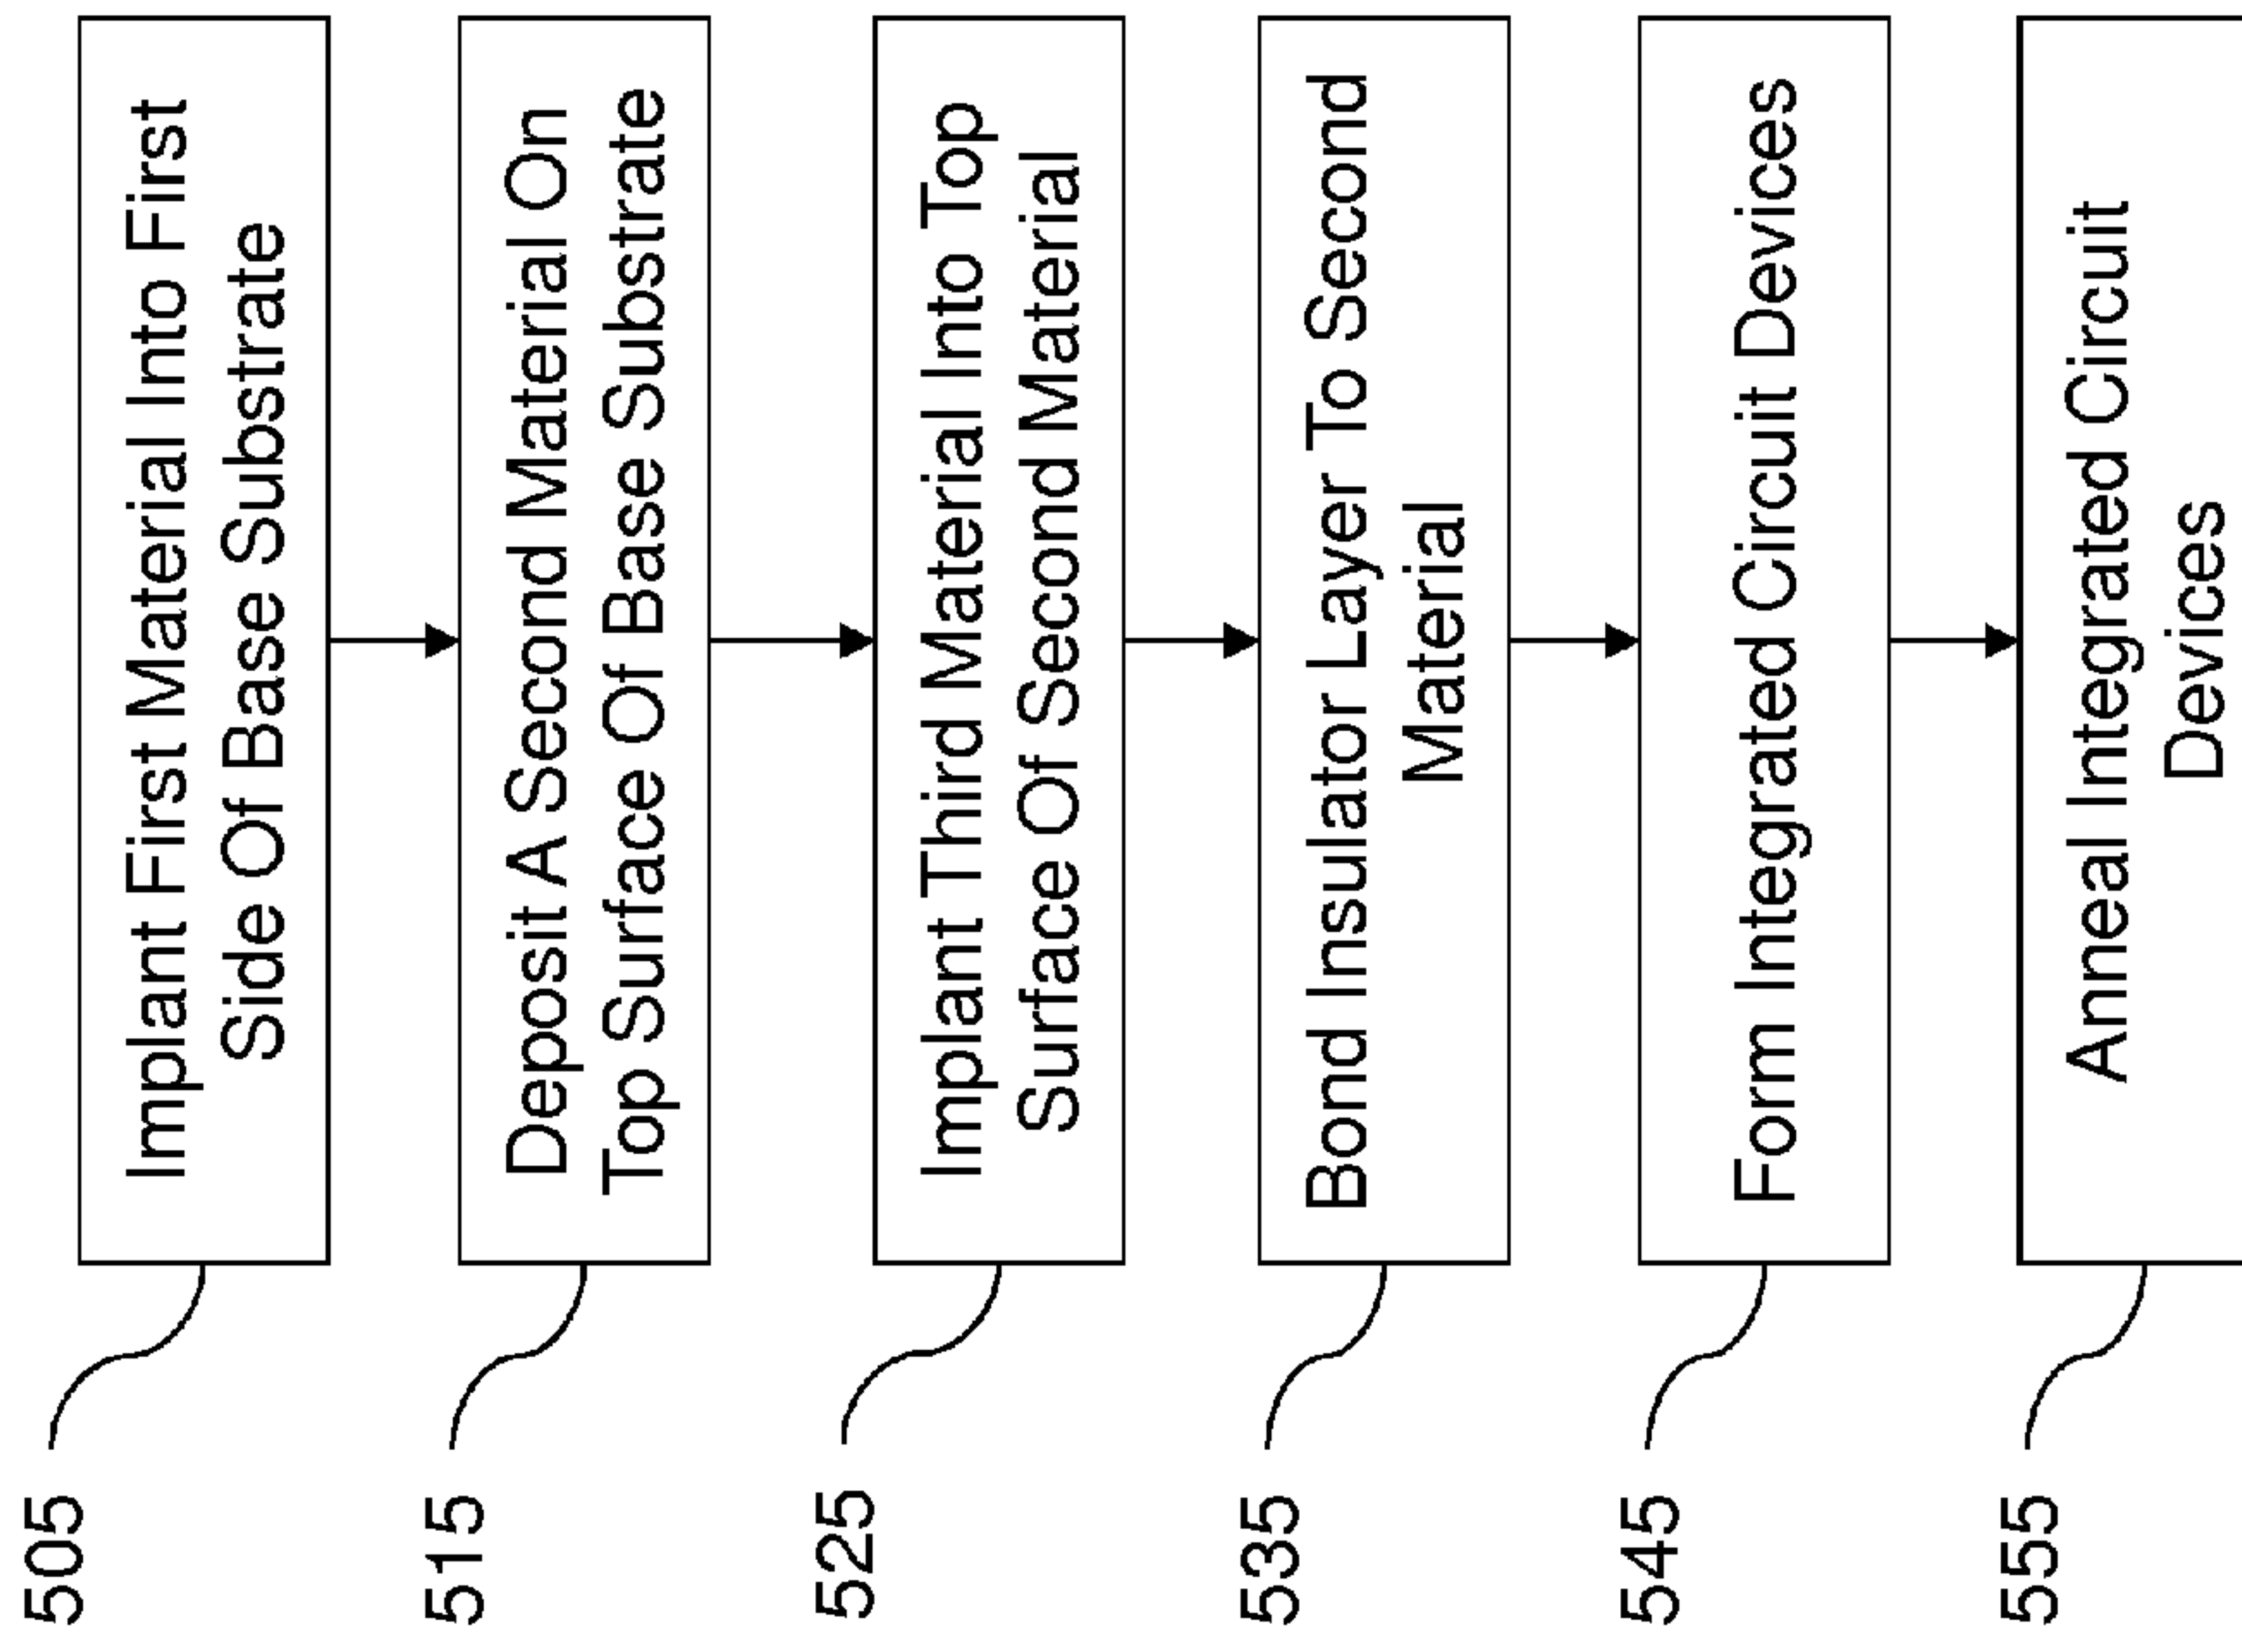 505
Implant First Material Into First
Side Of Base Substrate
515
Deposit A Second Material On
Top Surface Of Base Substrate
525
Implant Third Material Into Top
Surface Of Second Material
535
Bond Insulator Layer To Second
Material
545
Form Integrated Circuit Devices
555
Anneal Integrated Circuit
Devices